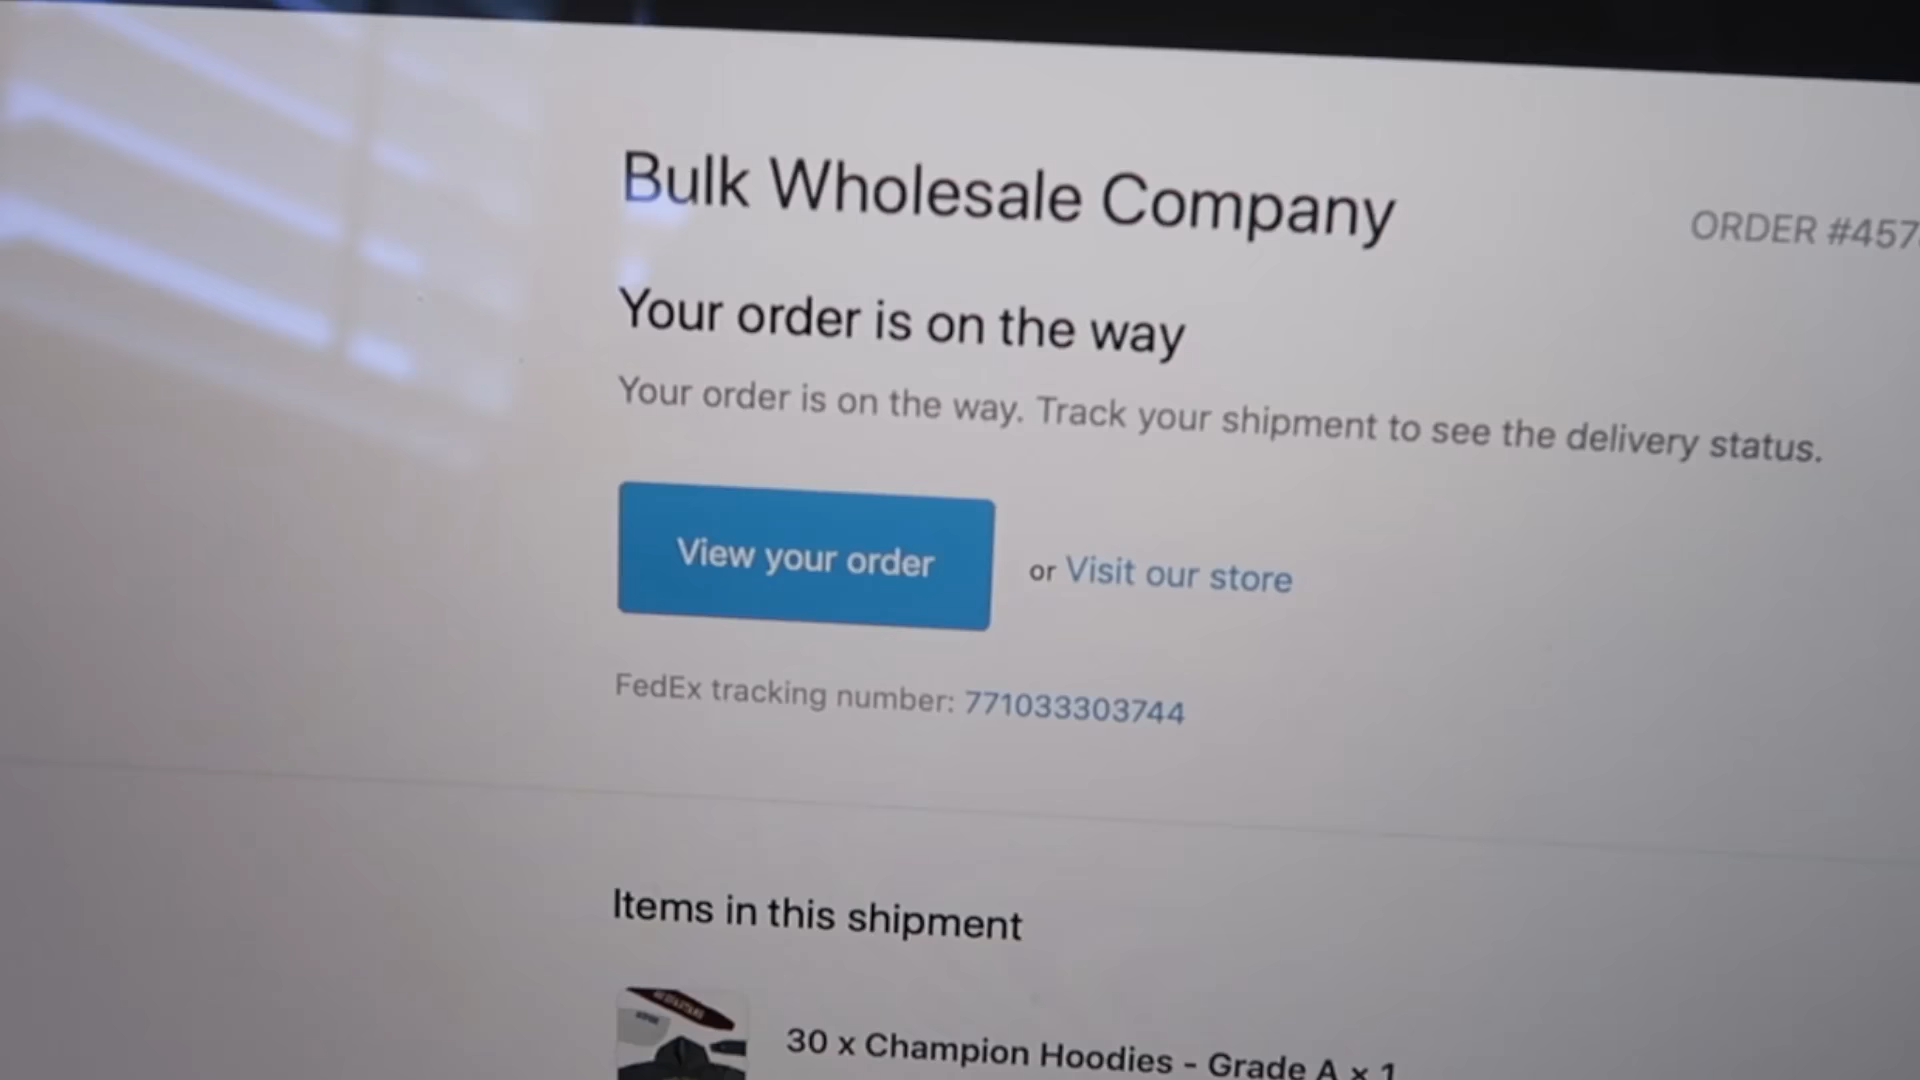 Bulk Wholesale Company
ORDER #457
Your order is on the way
Your order is on the way. Track your shipment to see the delivery status.
View your order
or Visit our store
FedEx tracking number: 771033303744
Items in this shipment
30 x Champion Hoodies - Grade A × 1